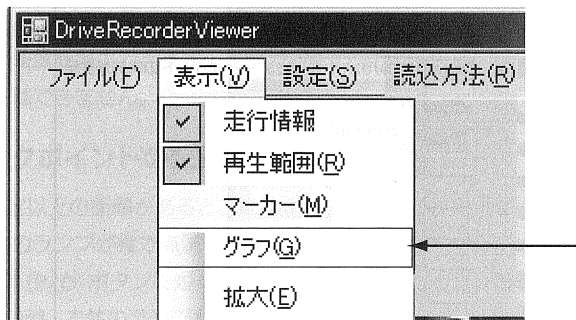 DriveRecorderViewer
ファイル(F) 表示(V) 設定(S) 読込方法(R)
走行情報
再生範囲(R)
マーカー(M)
グラフ(G)
拡大(E)